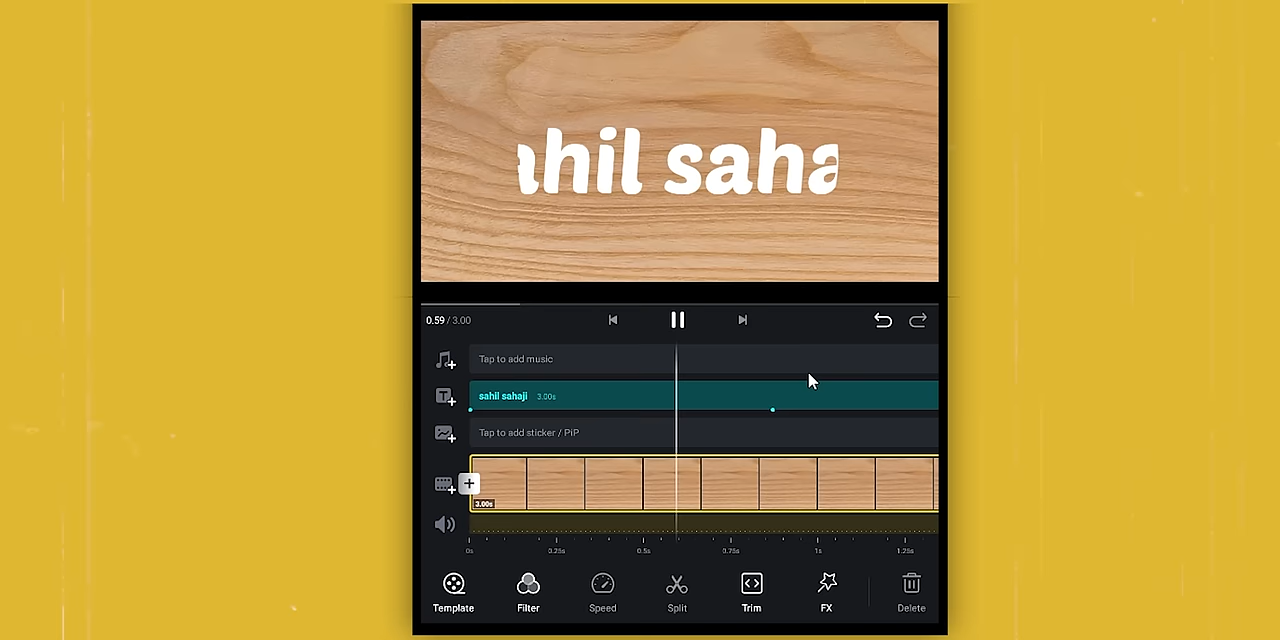 ahil saha
0.59 / 3.00
Tap to add music
sahil sahaji 3.00s
Tap to add sticker / PiP
3.00s
0s 0.25s 0.5s 0.75s 1s 1.25s
Template Filter Speed Split Trim FX Delete